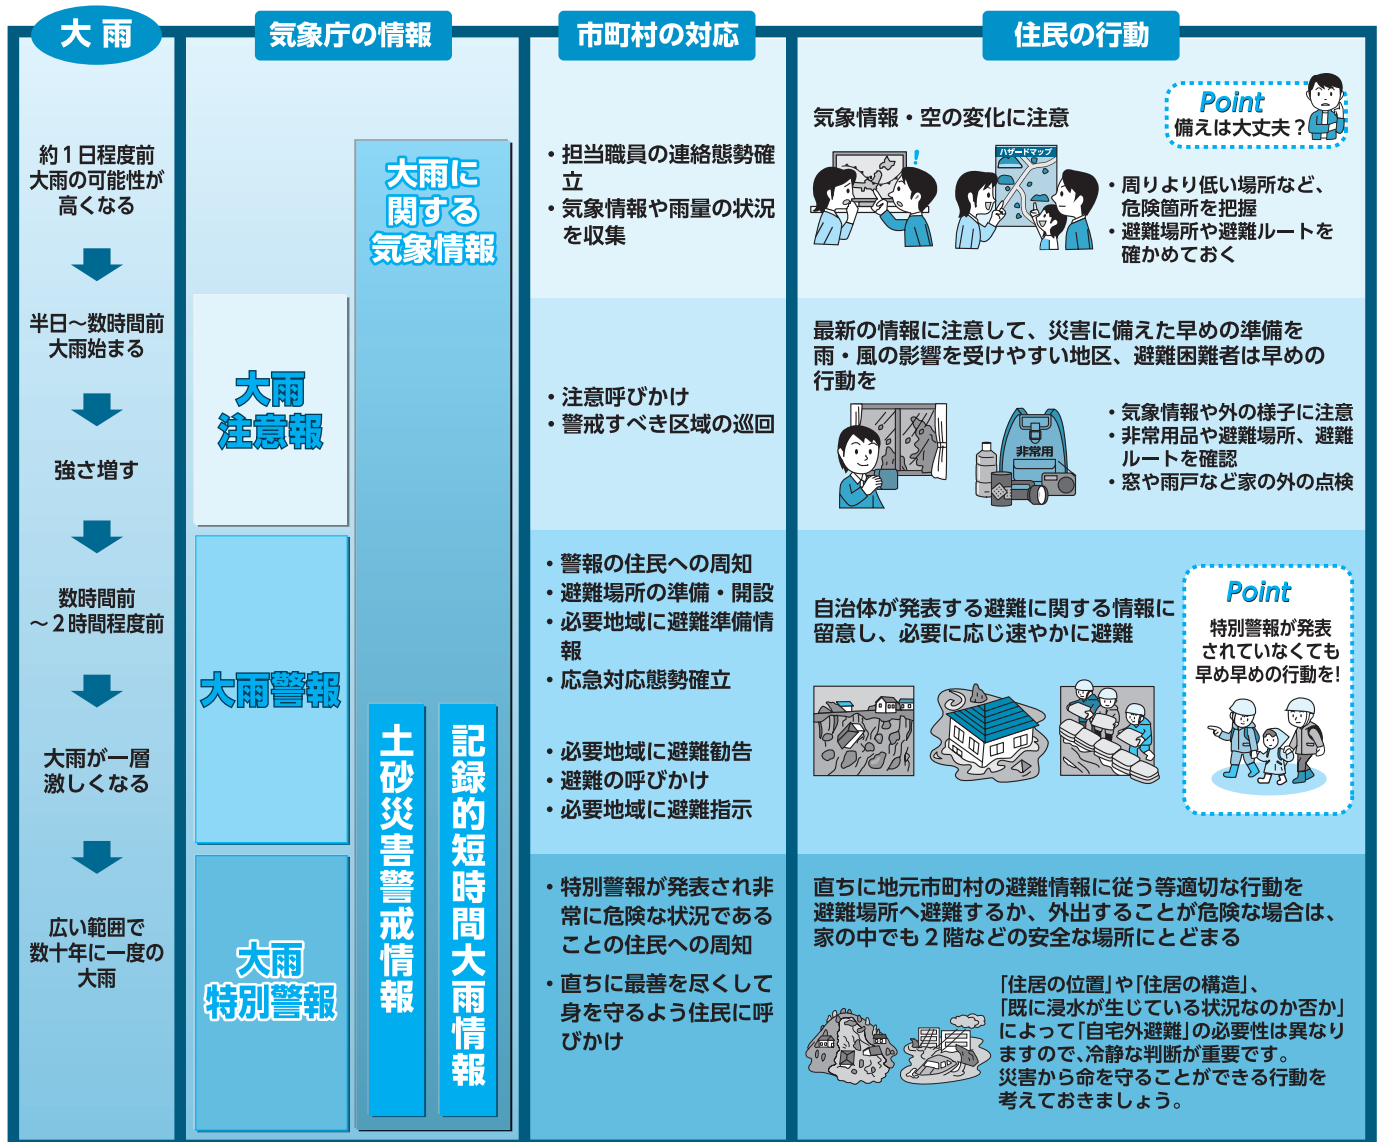 大雨
気象庁の情報
市町村の対応
住民の行動
約１日程度前
大雨の可能性が
高くなる
半日～数時間前
大雨始まる
強さ増す
数時間前
～２時間程度前
大雨が一層
激しくなる
広い範囲で
数十年に一度の
大雨
大雨に
関する
気象情報
大雨
注意報
大雨警報
大雨
特別警報
土砂災害警戒情報
記録的短時間大雨情報
・担当職員の連絡態勢確
立
・気象情報や雨量の状況
を収集
・注意呼びかけ
・警戒すべき区域の巡回
・警報の住民への周知
・避難場所の準備・開設
・必要地域に避難準備情
報
・応急対応態勢確立
・必要地域に避難勧告
・避難の呼びかけ
・必要地域に避難指示
・特別警報が発表され非
常に危険な状況である
ことの住民への周知
・直ちに最善を尽くして
身を守るよう住民に呼
びかけ
気象情報・空の変化に注意
Point
備えは大丈夫？
!
ハザードマップ
・周りより低い場所など、
危険箇所を把握
・避難場所や避難ルートを
確かめておく
最新の情報に注意して、災害に備えた早めの準備を
雨・風の影響を受けやすい地区、避難困難者は早めの
行動を
非常用
・気象情報や外の様子に注意
・非常用品や避難場所、避難
ルートを確認
・窓や雨戸など家の外の点検
自治体が発表する避難に関する情報に
留意し、必要に応じ速やかに避難
Point
特別警報が発表
されていなくても
早め早めの行動を!
直ちに地元市町村の避難情報に従う等適切な行動を
避難場所へ避難するか、外出することが危険な場合は、
家の中でも２階などの安全な場所にとどまる
「住居の位置」や「住居の構造」、
「既に浸水が生じている状況なのか否か」
によって「自宅外避難」の必要性は異なり
ますので、冷静な判断が重要です。
災害から命を守ることができる行動を
考えておきましょう。